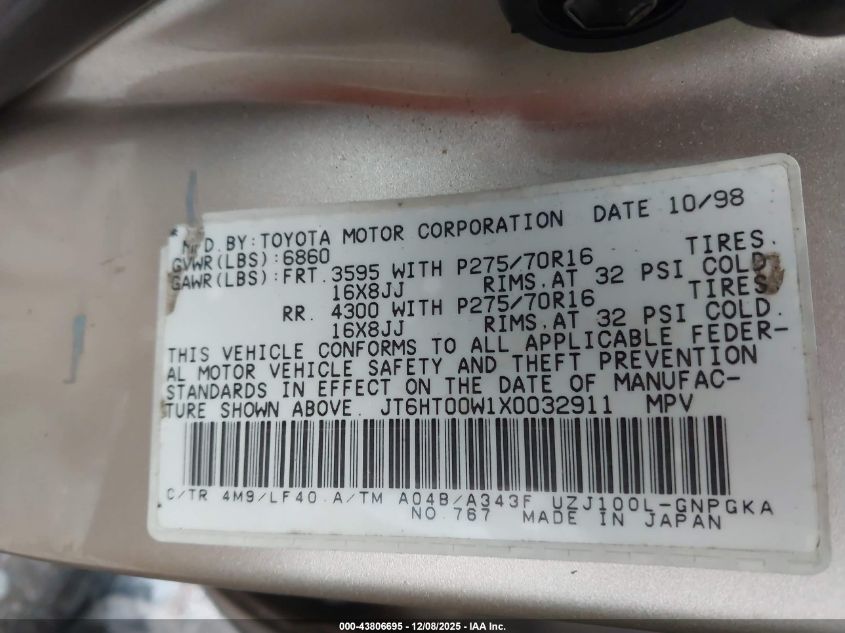 MFD. BY: TOYOTA MOTOR CORPORATION DATE 10/98
GVWR(LBS):6860
GAWR(LBS):FRT. 3595 WITH P275/70R16 TIRES.
16X8JJ RIMS.AT 32 PSI COLD.
RR. 4300 WITH P275/70R16 TIRES
16X8JJ RIMS.AT 32 PSI COLD.
THIS VEHICLE CONFORMS TO ALL APPLICABLE FEDER-
AL MOTOR VEHICLE SAFETY AND THEFT PREVENTION
STANDARDS IN EFFECT ON THE DATE OF MANUFAC-
TURE SHOWN ABOVE. JT6HT00W1X0032911 MPV
C/TR 4M9/LF40 A/TM A04B/A343F UZJ100L-GNPGKA
NO.767 MADE IN JAPAN
000-43806695 - 12/08/2025 - IAA Inc.